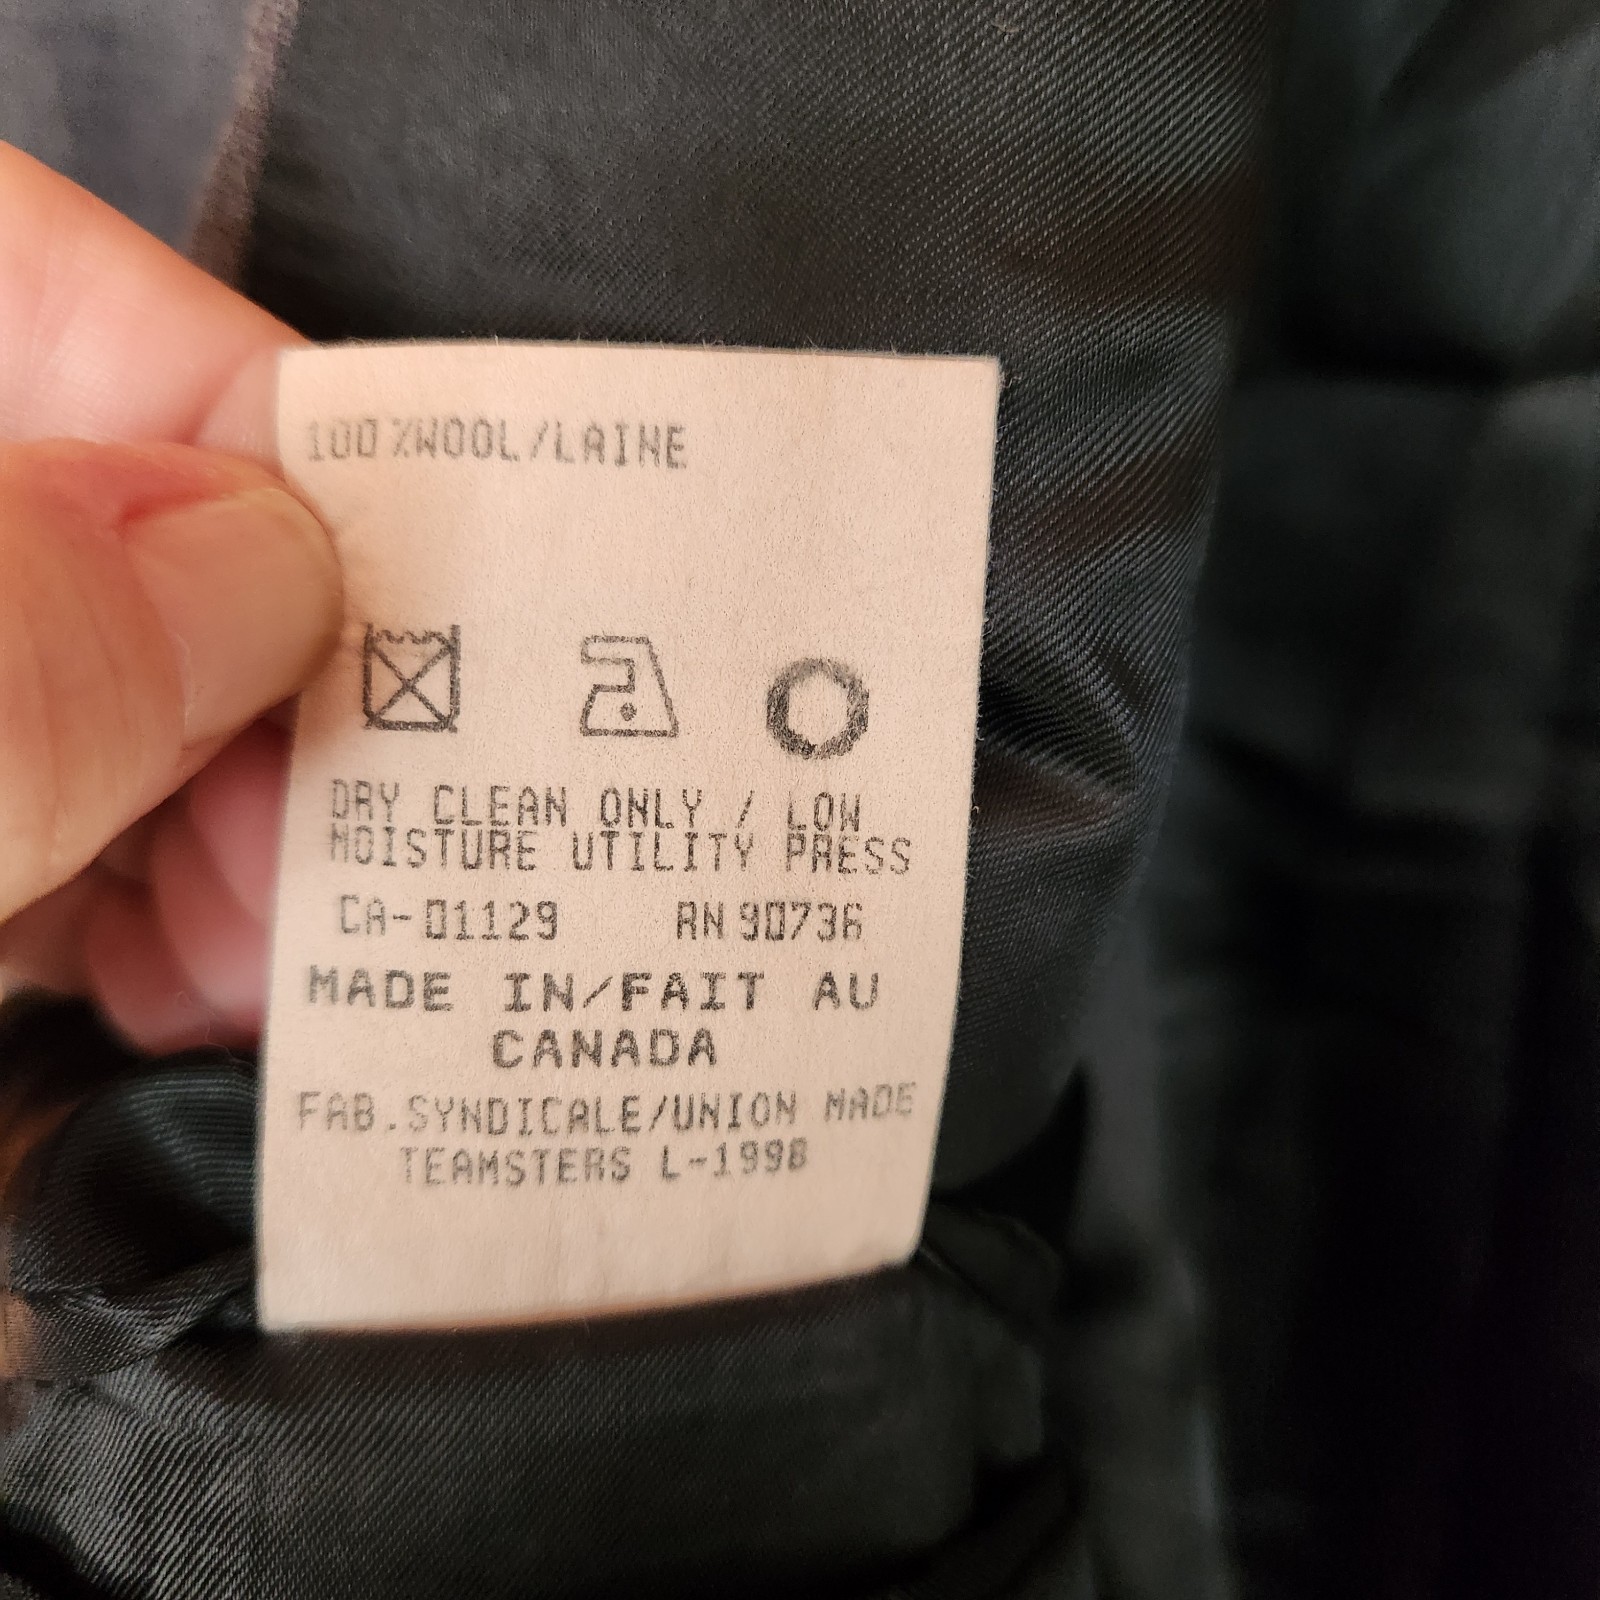 100%WOOL/LAINE
DRY CLEAN ONLY / LOW
MOISTURE UTILITY PRESS
CA-01129 RN 90736
MADE IN/FAIT AU
CANADA
FAB.SYNDICALE/UNION MADE
TEAMSTERS L-1998